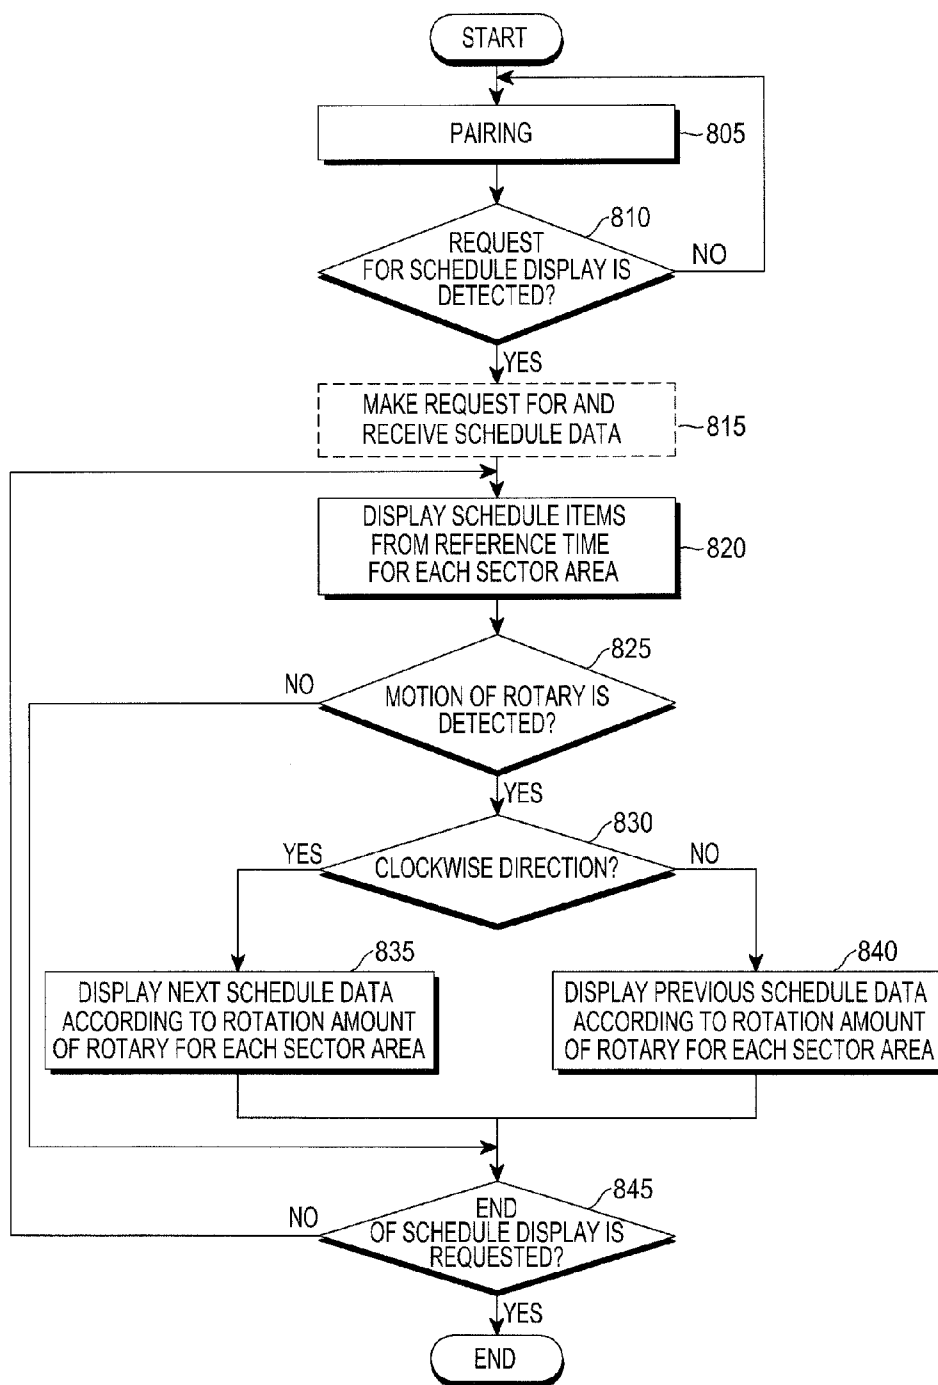 START
PAIRING
805
810
REQUEST
FOR SCHEDULE DISPLAY IS
DETECTED?
NO
YES
MAKE REQUEST FOR AND
RECEIVE SCHEDULE DATA
815
DISPLAY SCHEDULE ITEMS
FROM REFERENCE TIME
FOR EACH SECTOR AREA
820
825
NO
MOTION OF ROTARY IS
DETECTED?
YES
830
YES
CLOCKWISE DIRECTION?
NO
835
DISPLAY NEXT SCHEDULE DATA
ACCORDING TO ROTATION AMOUNT
OF ROTARY FOR EACH SECTOR AREA
840
DISPLAY PREVIOUS SCHEDULE DATA
ACCORDING TO ROTATION AMOUNT
OF ROTARY FOR EACH SECTOR AREA
845
NO
END
OF SCHEDULE DISPLAY IS
REQUESTED?
YES
END